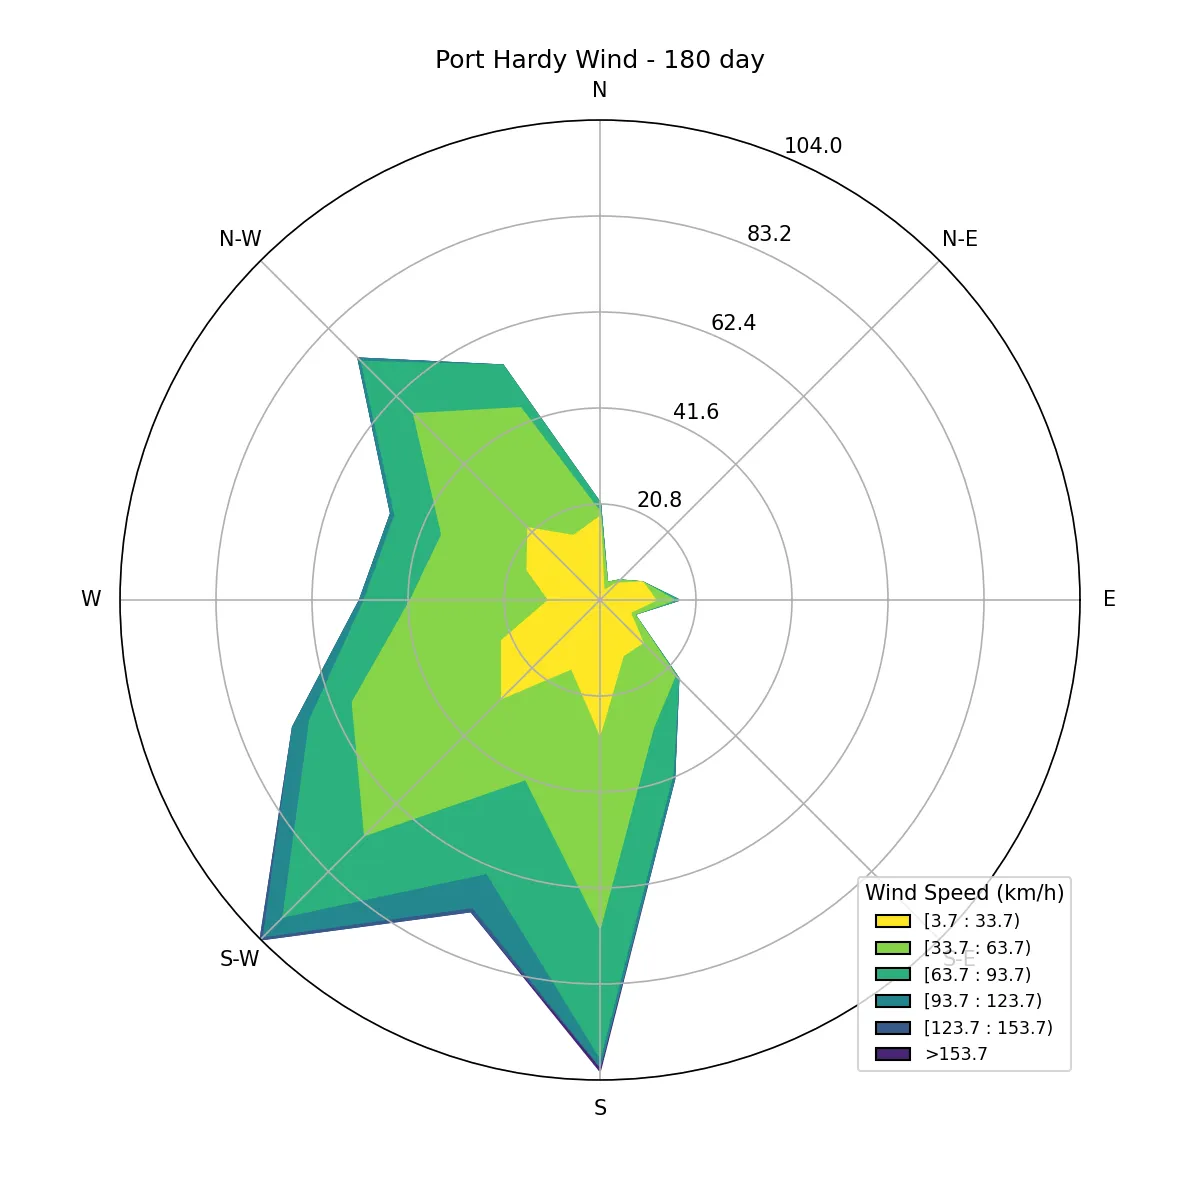 Port Hardy Wind - 180 day
N
104.0
N-W
83.2
N-E
62.4
41.6
20.8
W
E
Wind Speed (km/h)
[3.7 : 33.7)
[33.7 : 63.7)
S-W
S-E
[63.7 : 93.7)
[93.7 : 123.7)
[123.7 : 153.7)
>153.7
S